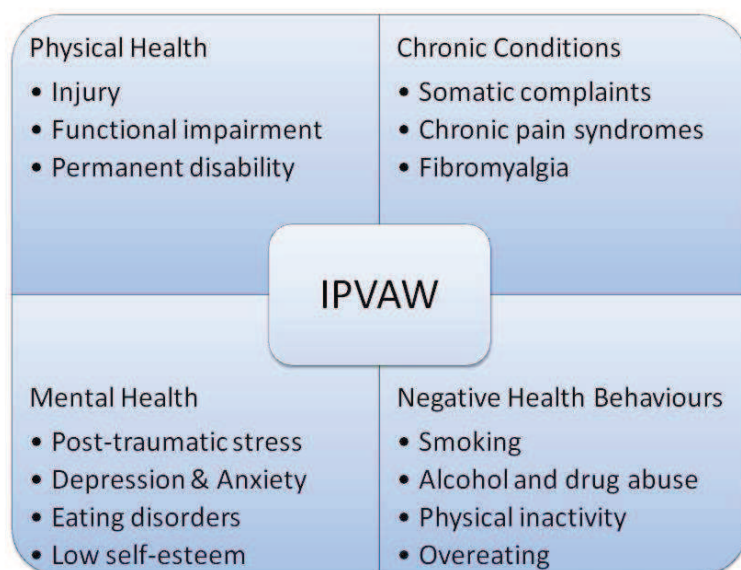 Physical Health
• Injury
• Functional impairment
• Permanent disability
Chronic Conditions
• Somatic complaints
• Chronic pain syndromes
• Fibromyalgia
IPVAW
Mental Health
• Post-traumatic stress
• Depression & Anxiety
• Eating disorders
• Low self-esteem
Negative Health Behaviours
• Smoking
• Alcohol and drug abuse
• Physical inactivity
• Overeating